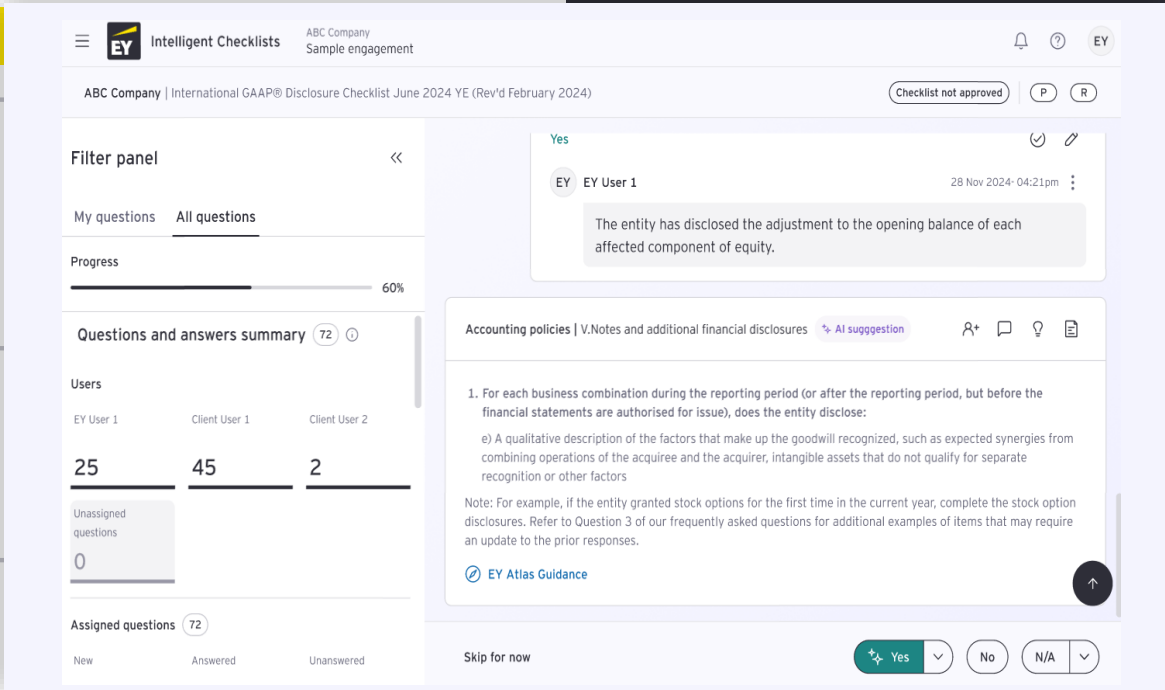 EY
Intelligent Checklists
ABC Company
Sample engagement
EY
ABC Company | International GAAP® Disclosure Checklist June 2024 YE (Rev'd February 2024)
Checklist not approved
P
R
Filter panel
My questions
All questions
Progress
60%
Questions and answers summary 72
Users
EY User 1
Client User 1
Client User 2
25
45
2
Unassigned
questions
0
Assigned questions 72
New
Answered
Unanswered
Yes
EY EY User 1
28 Nov 2024- 04:21pm
The entity has disclosed the adjustment to the opening balance of each
affected component of equity.
Accounting policies | V.Notes and additional financial disclosures
AI sugggestion
1. For each business combination during the reporting period (or after the reporting period, but before the
financial statements are authorised for issue), does the entity disclose:
e) A qualitative description of the factors that make up the goodwill recognized, such as expected synergies from
combining operations of the acquiree and the acquirer, intangible assets that do not qualify for separate
recognition or other factors
Note: For example, if the entity granted stock options for the first time in the current year, complete the stock option
disclosures. Refer to Question 3 of our frequently asked questions for additional examples of items that may require
an update to the prior responses.
EY Atlas Guidance
Skip for now
Yes
No
N/A